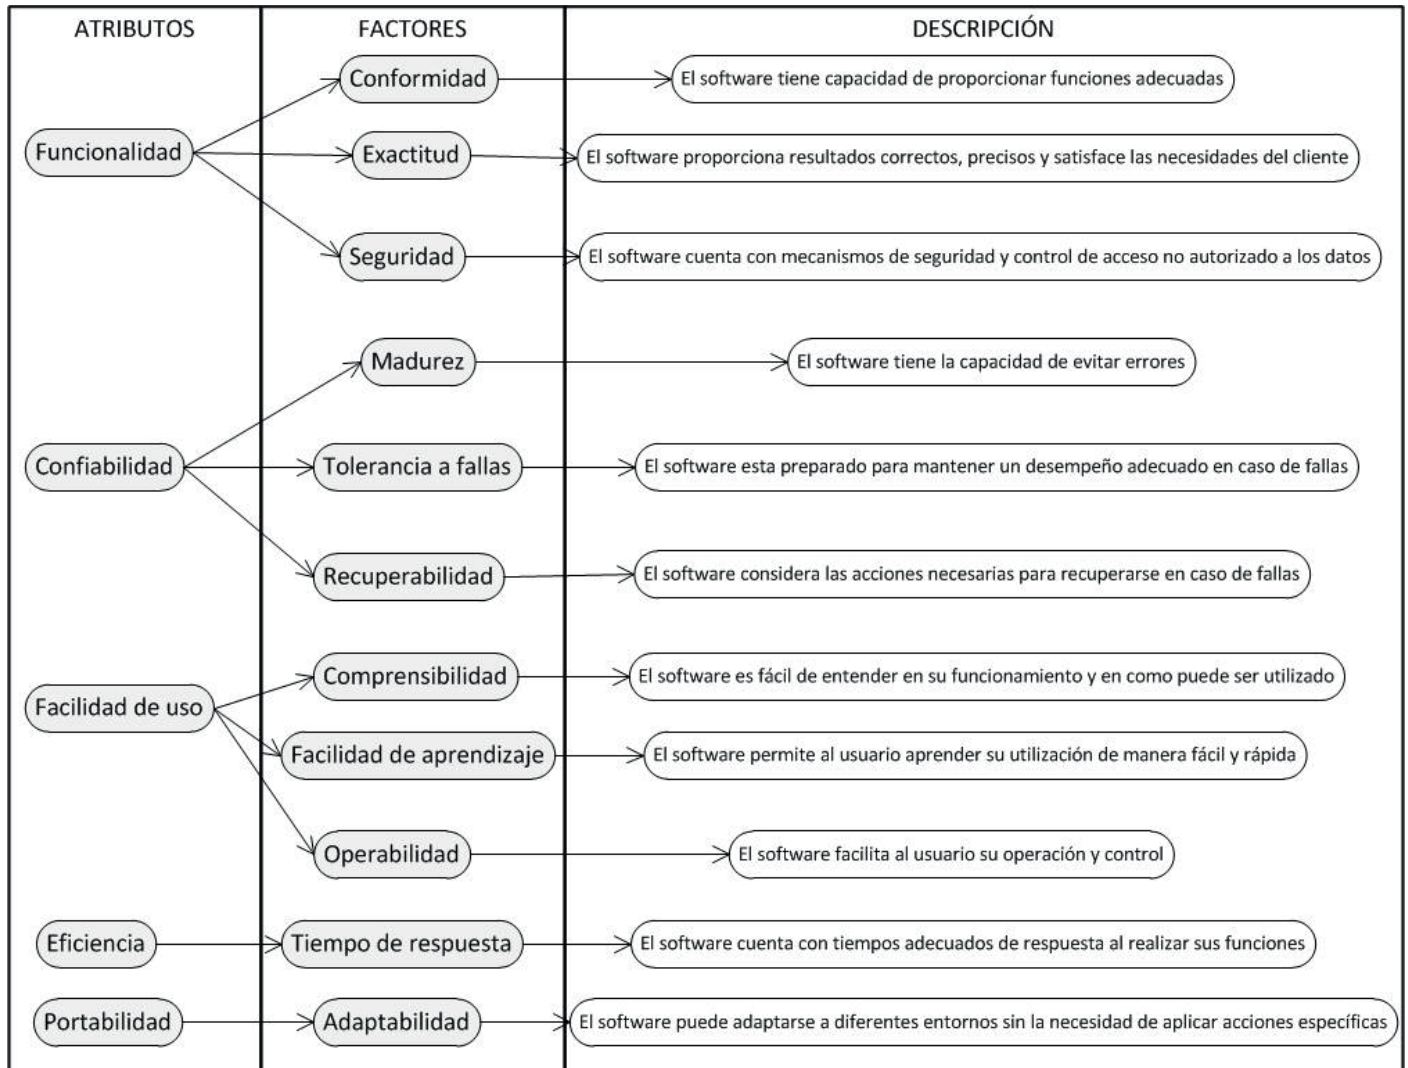 ATRIBUTOS
FACTORES
DESCRIPCIÓN
Funcionalidad
Conformidad
El software tiene capacidad de proporcionar funciones adecuadas
Exactitud
El software proporciona resultados correctos, precisos y satisface las necesidades del cliente
Seguridad
El software cuenta con mecanismos de seguridad y control de acceso no autorizado a los datos
Confiabilidad
Madurez
El software tiene la capacidad de evitar errores
Tolerancia a fallas
El software esta preparado para mantener un desempeño adecuado en caso de fallas
Recuperabilidad
El software considera las acciones necesarias para recuperarse en caso de fallas
Facilidad de uso
Comprensibilidad
El software es fácil de entender en su funcionamiento y en como puede ser utilizado
Facilidad de aprendizaje
El software permite al usuario aprender su utilización de manera fácil y rápida
Operabilidad
El software facilita al usuario su operación y control
Eficiencia
Tiempo de respuesta
El software cuenta con tiempos adecuados de respuesta al realizar sus funciones
Portabilidad
Adaptabilidad
El software puede adaptarse a diferentes entornos sin la necesidad de aplicar acciones específicas